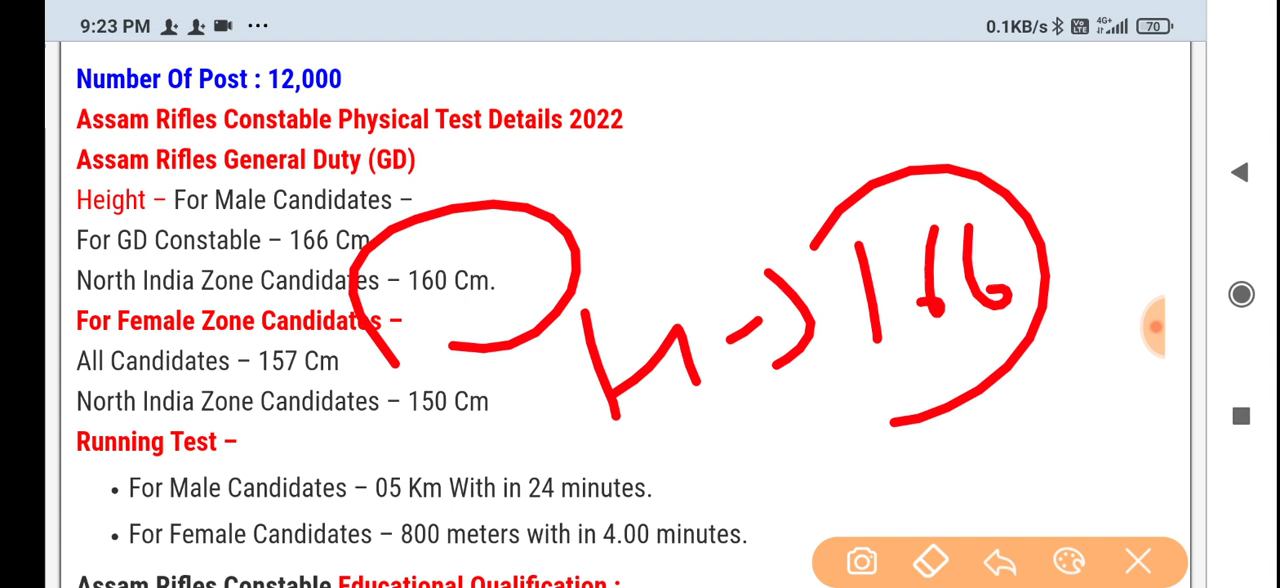 9:23 PM
0.1KB/s Vo LTE 4G+ 70
Number Of Post : 12,000
Assam Rifles Constable Physical Test Details 2022
Assam Rifles General Duty (GD)
Height – For Male Candidates –
For GD Constable – 166 Cm
North India Zone Candidates – 160 Cm.
For Female Zone Candidates –
All Candidates – 157 Cm
North India Zone Candidates – 150 Cm
M → 166
Running Test –
• For Male Candidates – 05 Km With in 24 minutes.
• For Female Candidates – 800 meters with in 4.00 minutes.
Assam Rifles Constable Educational Qualification :